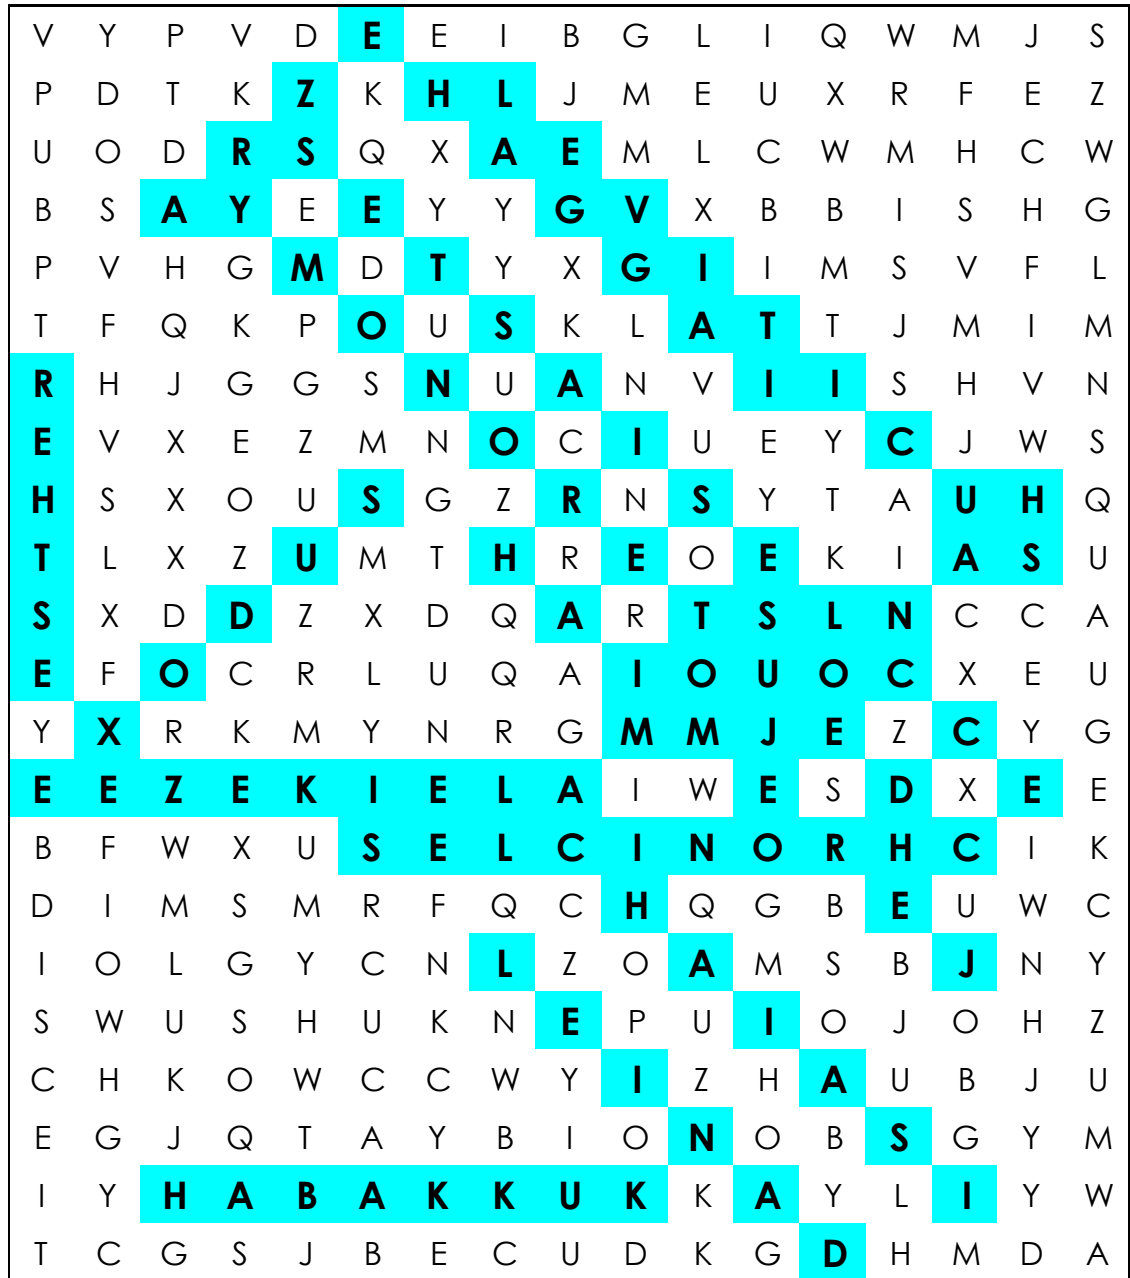 V Y P V D E E I B G L I Q W M J S
P D T K Z K H L J M E U X R F E Z
U O D R S Q X A E M L C W M H C W
B S A Y E E Y Y G V X B B I S H G
P V H G M D T Y X G I I M S V F L
T F Q K P O U S K L A T T J M I M
R H J G G S N U A N V I I S H V N
E V X E Z M N O C I U E Y C J W S
H S X O U S G Z R N S Y T A U H Q
T L X Z U M T H R E O E K I A S U
S X D D Z X D Q A R T S L N C C A
E F O C R L U Q A I O U O C X E U
Y X R K M Y N R G M M J E Z C Y G
E E Z E K I E L A I W E S D X E E
B F W X U S E L C I N O R H C I K
D I M S M R F Q C H Q G B E U W C
I O L G Y C N L Z O A M S B J N Y
S W U S H U K N E P U I O J O H Z
C H K O W C C W Y I Z H A U B J U
E G J Q T A Y B I O N O B S G Y M
I Y H A B A K K U K K A Y L I Y W
T C G S J B E C U D K G D H M D A